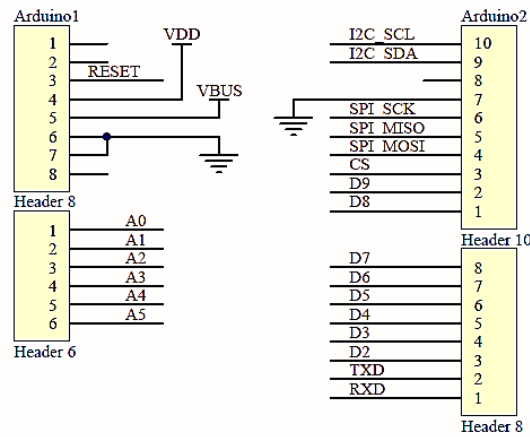 Arduino1
1
2
3
4
5
6
7
8
RESET
VDD
VBUS
Header 8
1
2
3
4
5
6
A0
A1
A2
A3
A4
A5
Header 6
Arduino2
I2C_SCL
I2C_SDA
SPI_SCK
SPI_MISO
SPI_MOSI
CS
D9
D8
10
9
8
7
6
5
4
3
2
1
Header 10
D7
D6
D5
D4
D3
D2
TXD
RXD
8
7
6
5
4
3
2
1
Header 8